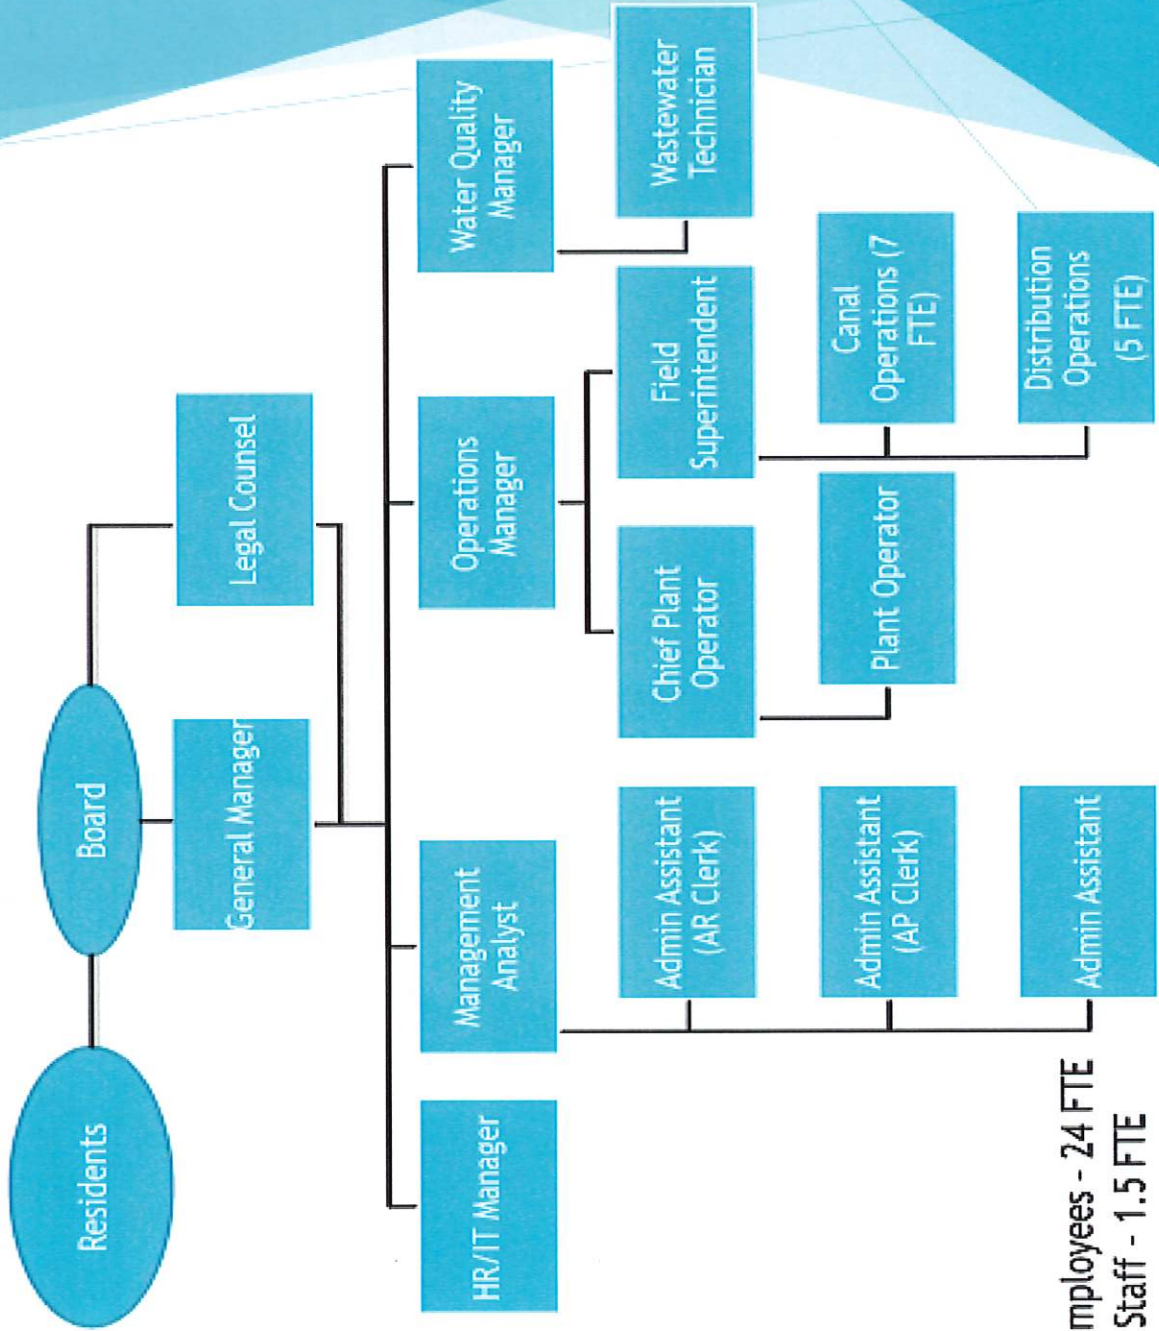 Residents
Board
General Manager
Legal Counsel
HR/IT Manager
Management
Analyst
Operations
Manager
Water Quality
Manager
Admin Assistant
(AR Clerk)
Chief Plant
Operator
Field
Superintendent
Wastewater
Technician
Admin Assistant
(AP Clerk)
Plant Operator
Canal
Operations (7
FTE)
Admin Assistant
Distribution
Operations
(5 FTE)
mployees - 24 FTE
Staff - 1.5 FTE